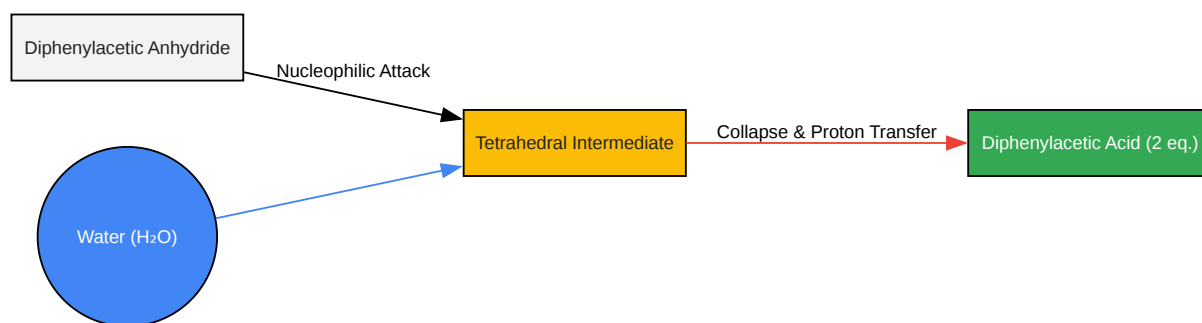 Diphenylacetic Anhydride
Nucleophilic Attack
Water (H₂O)
Tetrahedral Intermediate
Collapse & Proton Transfer
Diphenylacetic Acid (2 eq.)